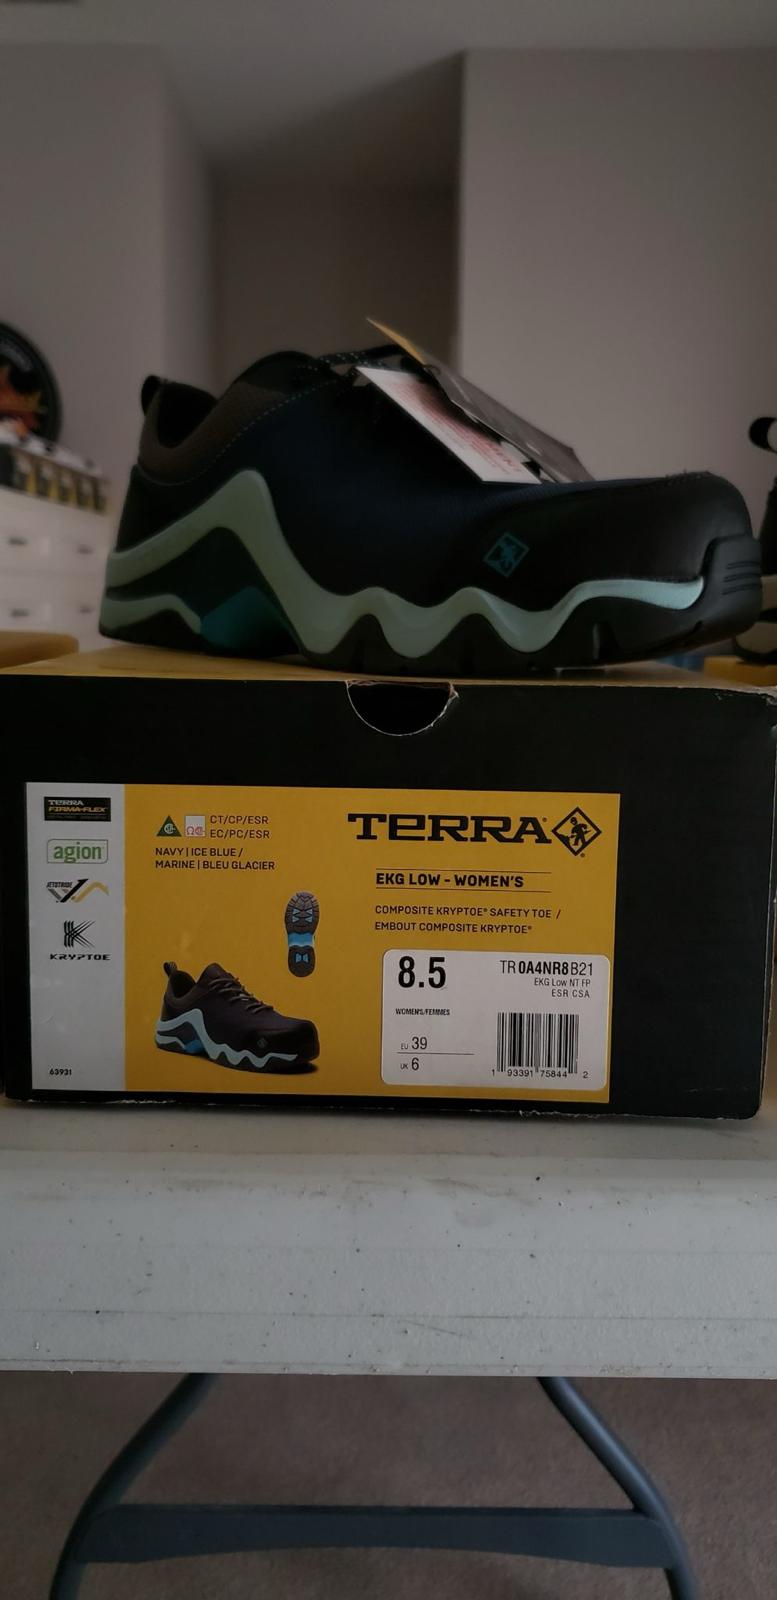 TERRA
FIRMA-FLEX
agion
JETSTRIDE
KRYPTOE
63931
CT/CP/ESR
EC/PC/ESR
NAVY | ICE BLUE /
MARINE | BLEU GLACIER
TERRA
EKG LOW - WOMEN'S
COMPOSITE KRYPTOE® SAFETY TOE /
EMBOUT COMPOSITE KRYPTOE®
8.5
WOMEN'S/FEMMES
EU 39
UK 6
TR 0A4NR8 B21
EKG Low NT FP
ESR CSA
1 93391 75844 2